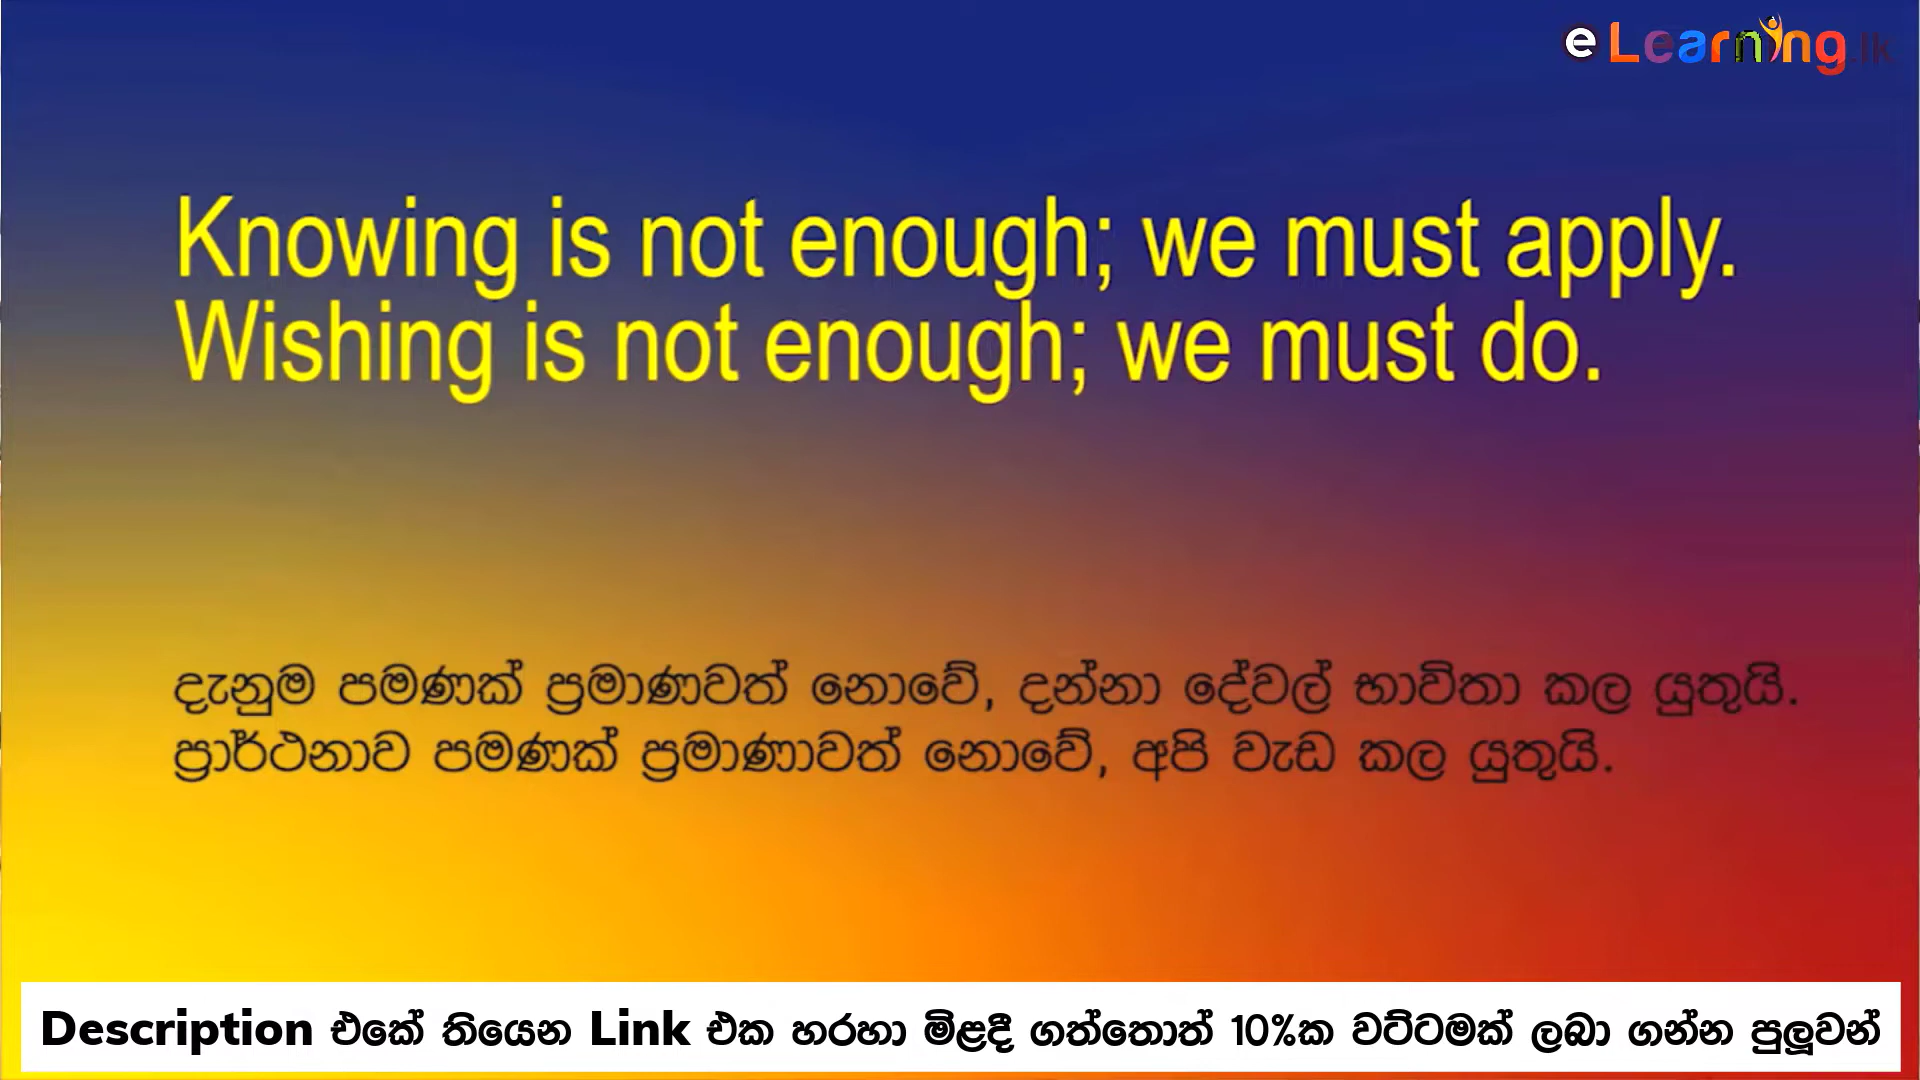 e Learning.lk
Knowing is not enough; we must apply.
Wishing is not enough; we must do.
දැනුම පමණක් ප්‍රමාණවත් නොවේ, දන්නා දේවල් භාවිතා කල යුතුයි.
ප්‍රාර්ථනාව පමණක් ප්‍රමාණාවත් නොවේ, අපි වැඩ කල යුතුයි.
Description එකේ තියෙන Link එක හරහා මිළදී ගත්තොත් 10%ක වට්ටමක් ලබා ගන්න පුලූවන්